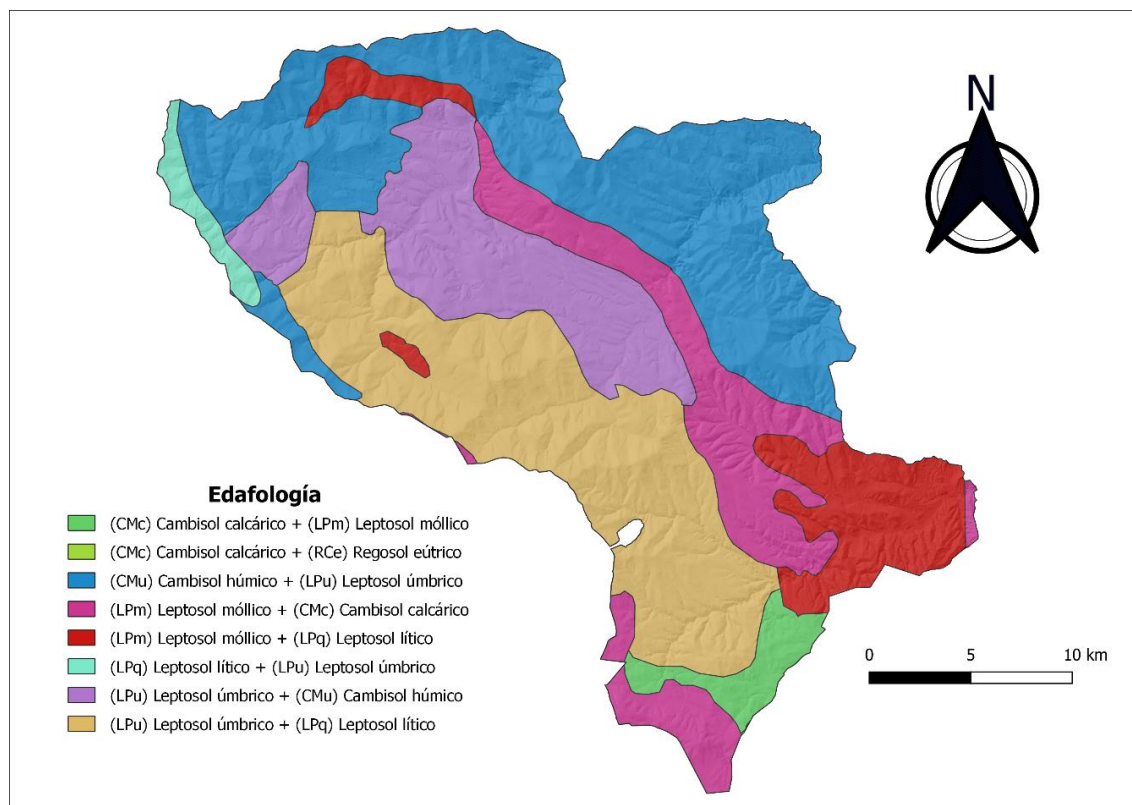 N
Edafología
(CMc) Cambisol calcárico + (LPm) Leptosol móllico
(CMc) Cambisol calcárico + (RCe) Regosol eútrico
(CMu) Cambisol húmico + (LPu) Leptosol úmbrico
(LPm) Leptosol móllico + (CMc) Cambisol calcárico
(LPm) Leptosol móllico + (LPq) Leptosol lítico
(LPq) Leptosol lítico + (LPu) Leptosol úmbrico
(LPu) Leptosol úmbrico + (CMu) Cambisol húmico
(LPu) Leptosol úmbrico + (LPq) Leptosol lítico
0 5 10 km